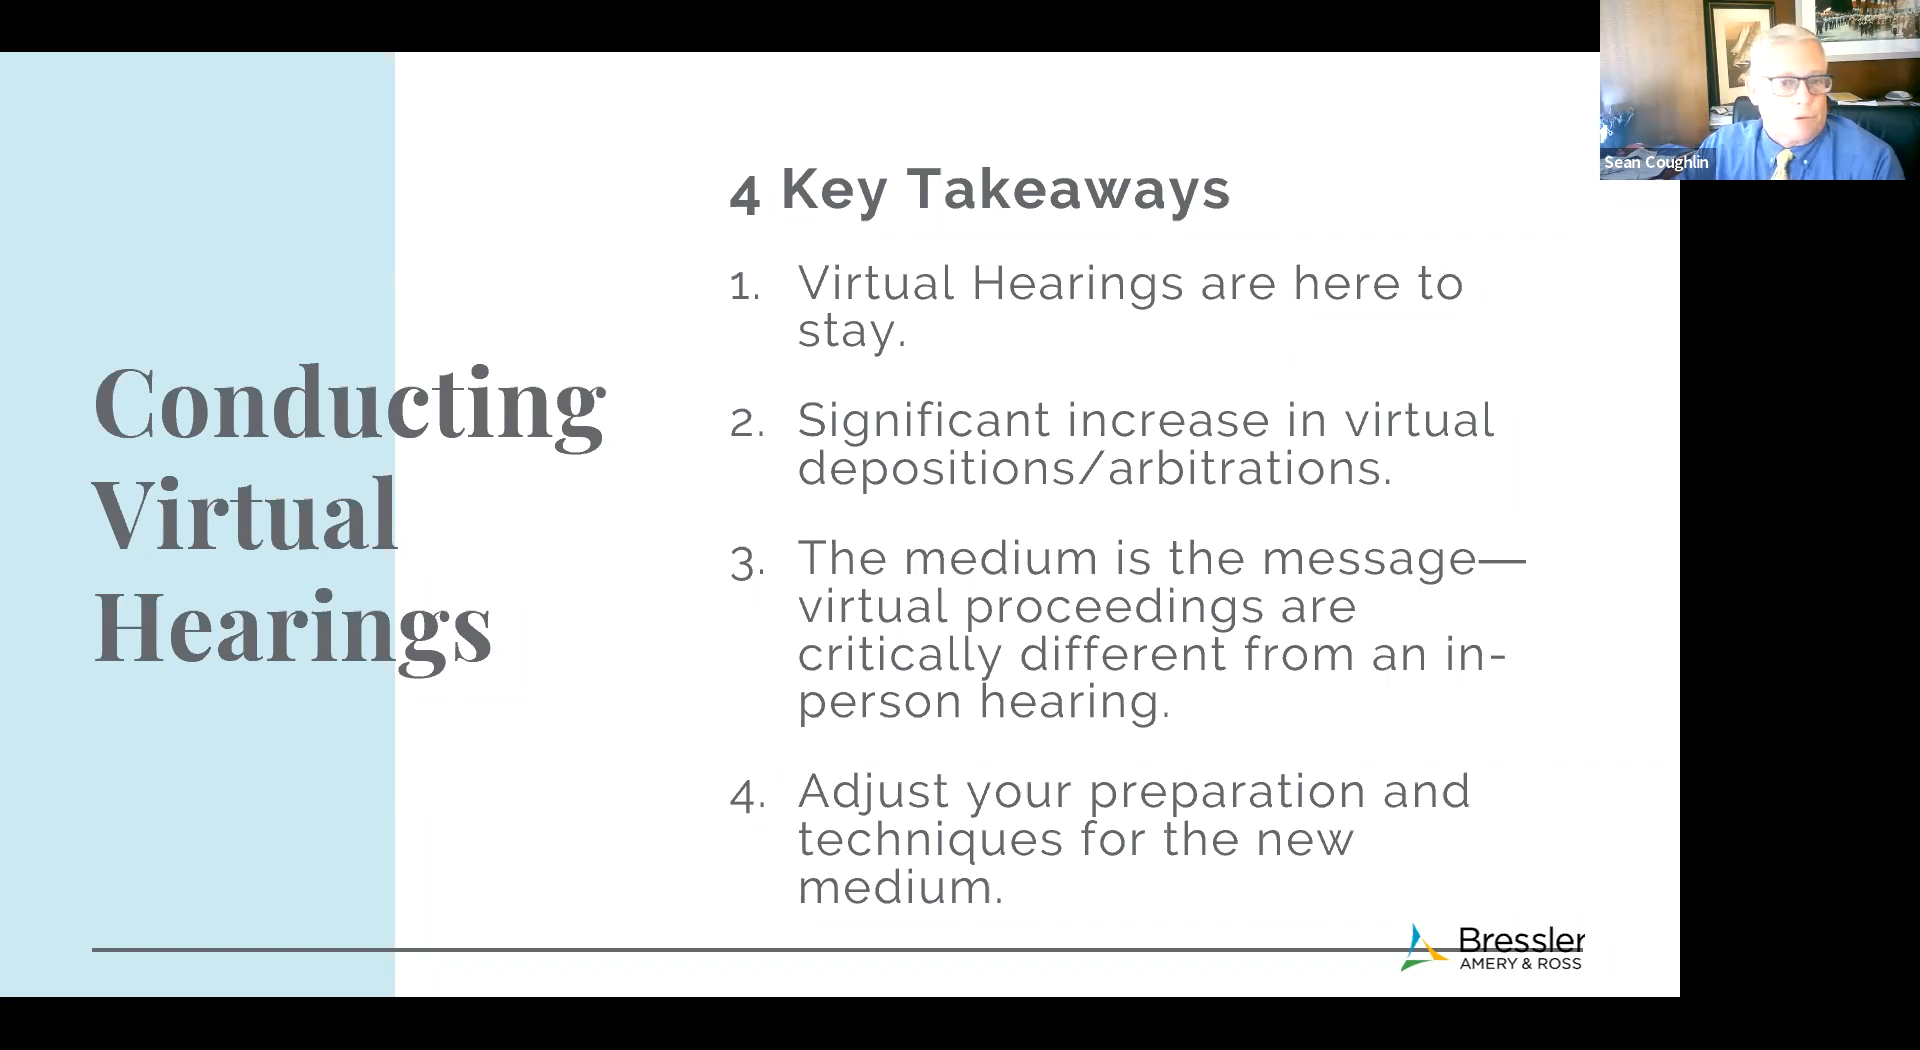 Sean Coughlin
Conducting
Virtual
Hearings
4 Key Takeaways
1. Virtual Hearings are here to
stay.
2. Significant increase in virtual
depositions/arbitrations.
3. The medium is the message—
virtual proceedings are
critically different from an in-
person hearing.
4. Adjust your preparation and
techniques for the new
medium.
Bressler
AMERY & ROSS